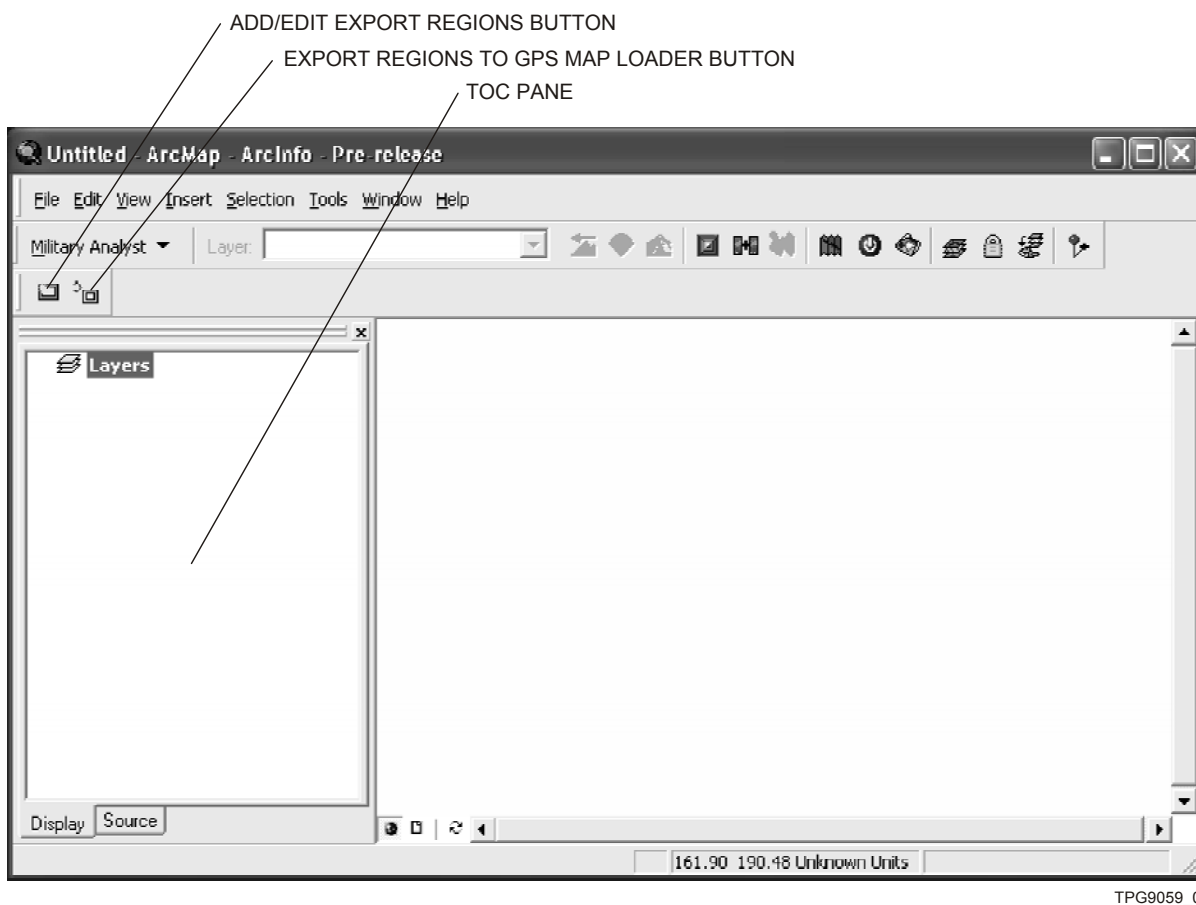 ADD/EDIT EXPORT REGIONS BUTTON
EXPORT REGIONS TO GPS MAP LOADER BUTTON
TOC PANE
Untitled - ArcMap - ArcInfo - Pre-release
File Edit View Insert Selection Tools Window Help
Military Analyst Layer:
Layers
Display Source
161.90 190.48 Unknown Units
TPG9059